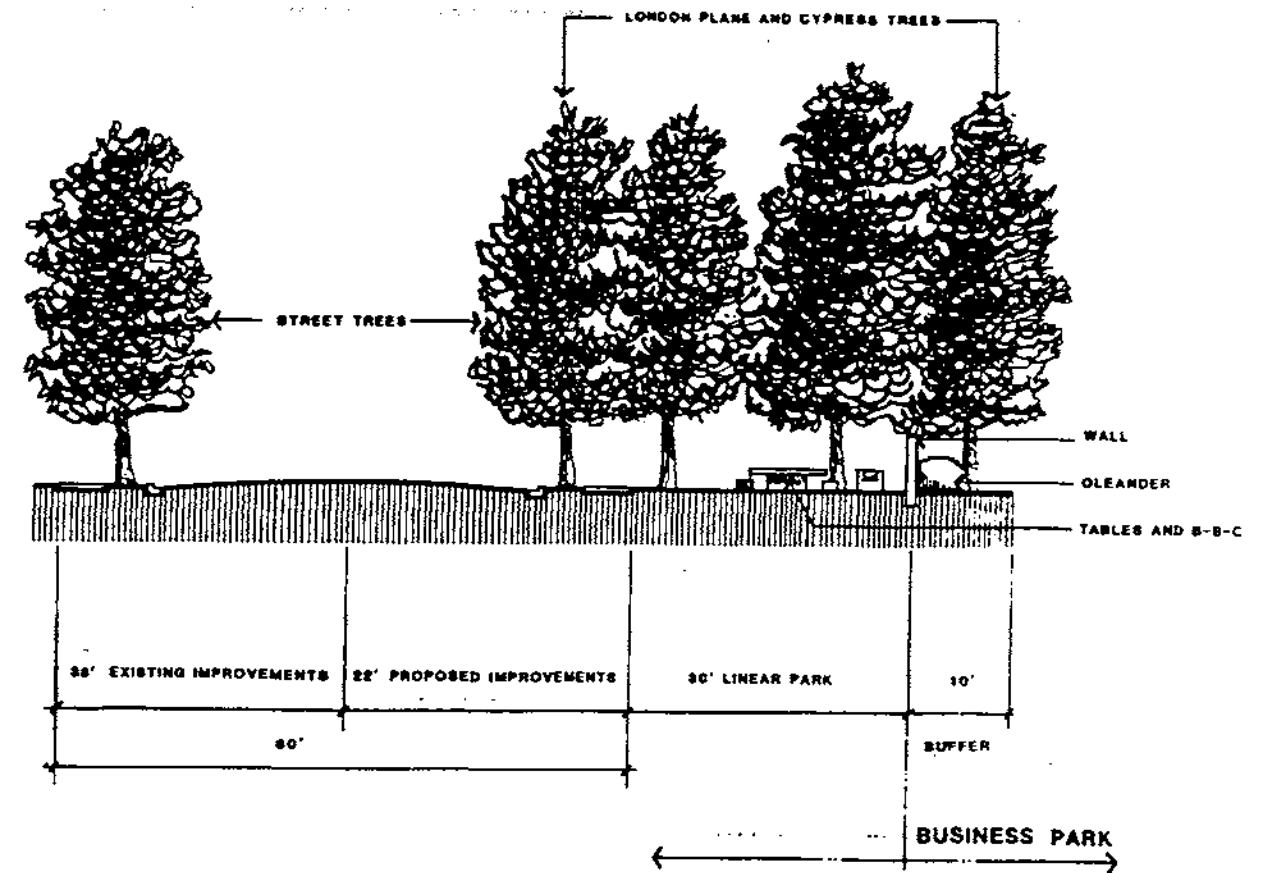 LONDON PLANE AND CYPRESS TREES
STREET TREES
WALL
OLEANDER
TABLES AND B-B-C
38' EXISTING IMPROVEMENTS
22' PROPOSED IMPROVEMENTS
30' LINEAR PARK
10'
60'
BUFFER
BUSINESS PARK